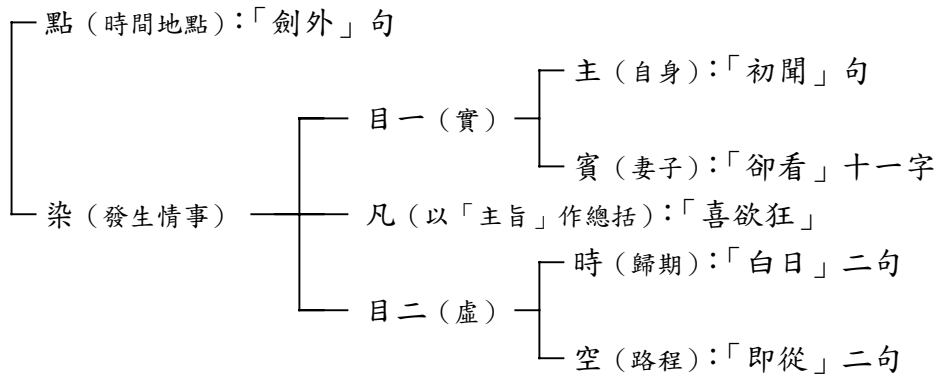 點（時間地點）：「劍外」句
主（自身）：「初聞」句
目一（實）
賓（妻子）：「卻看」十一字
染（發生情事）
凡（以「主旨」作總括）：「喜欲狂」
時（歸期）：「白日」二句
目二（虛）
空（路程）：「即從」二句